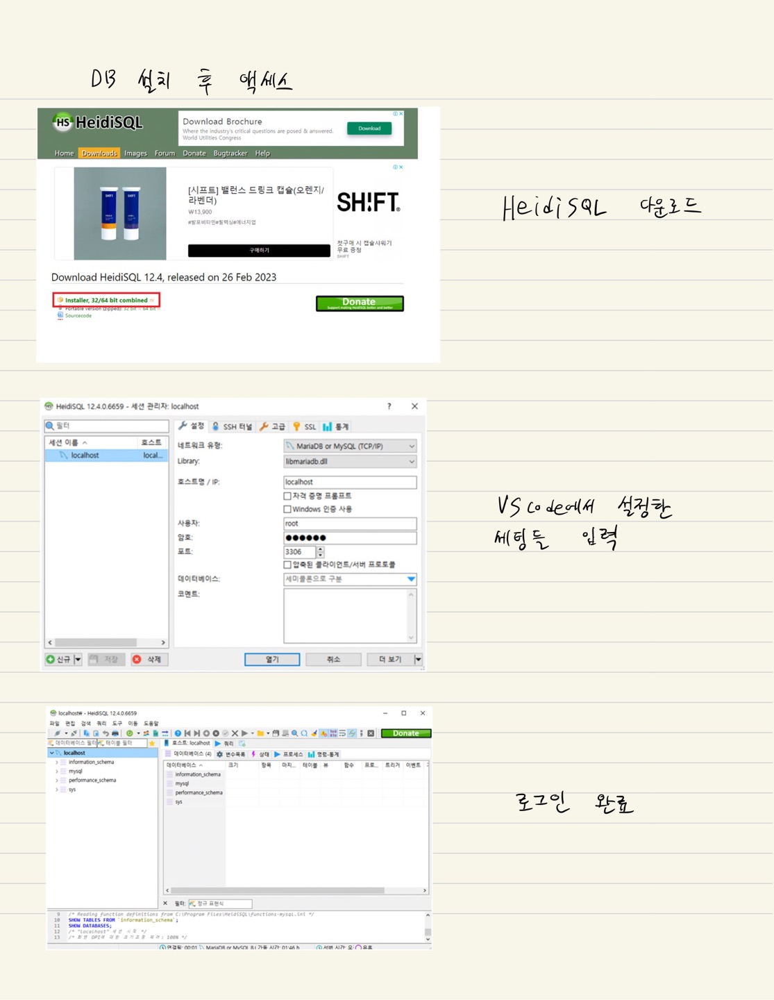 DB 설치 후 액세스
HS HeidiSQL
Download Brochure
Where the industry's critical questions are posed & answered.
World Utilities Congress
Download
Home Downloads Images Forum Donate Bugtracker Help
[시프트] 밸런스 드링크 캡슐(오렌지/
라벤더)
₩13,900
#발포비타민#활력샷#에너지업
구매하기
SH!FT
첫구매 시 캡슐샤워기
무료 증정
SHIFT
HeidiSQL 다운로드
Download HeidiSQL 12.4, released on 26 Feb 2023
Installer, 32/64 bit combined
Portable version (zipped): 32 bit 64 bit
Sourcecode
Donate
Support making HeidiSQL better and better
HeidiSQL 12.4.0.6659 - 세션 관리자: localhost
필터
세션 이름 호스트
localhost local...
설정 SSH 터널 고급 SSL 통계
네트워크 유형: MariaDB or MySQL (TCP/IP)
Library: libmariadb.dll
호스트명 / IP: localhost
자격 증명 프롬프트
Windows 인증 사용
사용자: root
암호: ●●●●●●
포트: 3306
압축된 클라이언트/서버 프로토콜
데이터베이스: 세미콜론으로 구분
코멘트:
신규 저장 삭제 열기 취소 더 보기
VS code에서 설정한
세팅들 입력
localhost₩ - HeidiSQL 12.4.0.6659
파일 편집 검색 쿼리 도구 이동 도움말
Donate
데이터베이스 필터 테이블 필터
호스트: localhost 쿼리
localhost
information_schema
mysql
performance_schema
sys
데이터베이스 (4) 변수목록 상태 프로세스 명령-통계
데이터베이스 크기 항목 마지... 테이블 뷰 함수 프로... 트리거 이벤트
information_schema
mysql
performance_schema
sys
필터: 정규 표현식
9 /* Reading function definitions from C:\Program Files\HeidiSQL\functions-mysql.ini */
10 SHOW TABLES FROM `information_schema`;
11 SHOW DATABASES;
12 /* "localhost" 세션 시작 */
13 /* 화면 DPI에 대한 크기조정 제어: 100% */
연결됨: 00:01 MariaDB or MySQL 8.( 가동 시간: 01:46 h 서버 시간: 오 유휴
로그인 완료